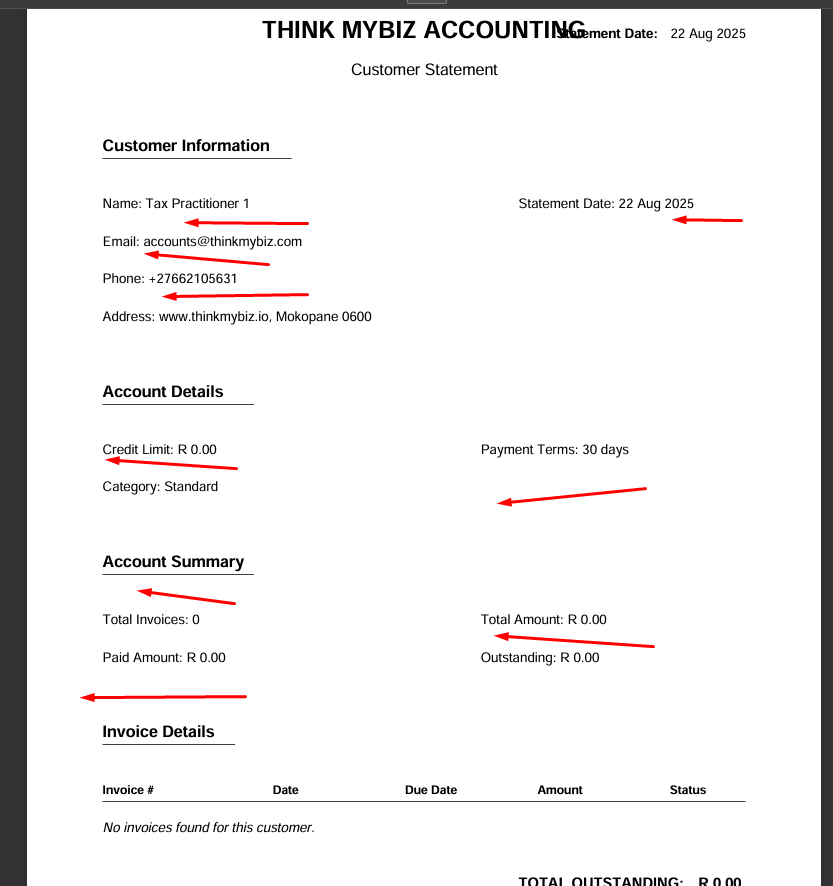 THINK MYBIZ ACCOUNTING
Statement Date: 22 Aug 2025
Customer Statement
Customer Information
Name: Tax Practitioner 1
Statement Date: 22 Aug 2025
Email: accounts@thinkmybiz.com
Phone: +27662105631
Address: www.thinkmybiz.io, Mokopane 0600
Account Details
Credit Limit: R 0.00
Payment Terms: 30 days
Category: Standard
Account Summary
Total Invoices: 0
Total Amount: R 0.00
Paid Amount: R 0.00
Outstanding: R 0.00
Invoice Details
Invoice # Date Due Date Amount Status
No invoices found for this customer.
TOTAL OUTSTANDING: R 0.00